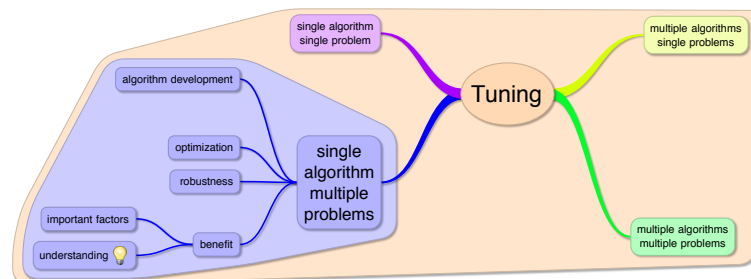 single algorithm
single problem
multiple algorithms
single problems
Tuning
algorithm development
optimization
robustness
single
algorithm
multiple
problems
important factors
understanding
benefit
multiple algorithms
multiple problems